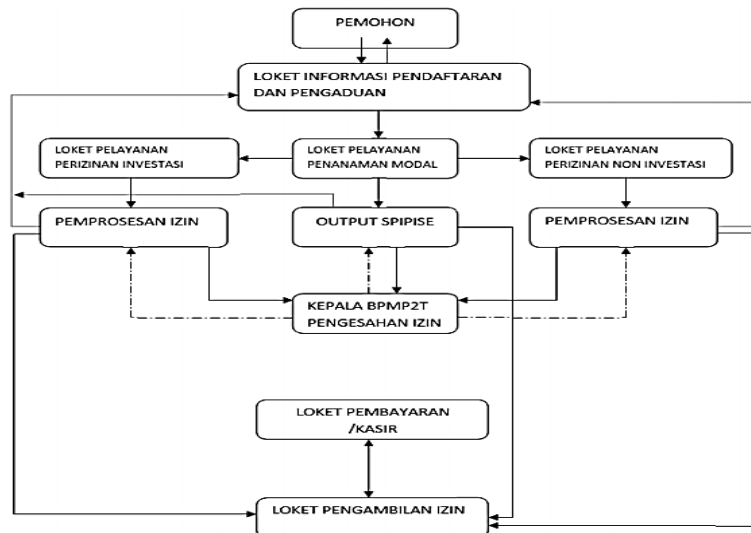 PEMOHON
LOKET INFORMASI PENDAFTARAN
DAN PENGADUAN
LOKET PELAYANAN
PERIZINAN INVESTASI
LOKET PELAYANAN
PENANAMAN MODAL
LOKET PELAYANAN
PERIZINAN NON INVESTASI
PEMPROSESAN IZIN
OUTPUT SPIPISE
PEMPROSESAN IZIN
KEPALA BPMP2T
PENGESAHAN IZIN
LOKET PEMBAYARAN
/KASIR
LOKET PENGAMBILAN IZIN